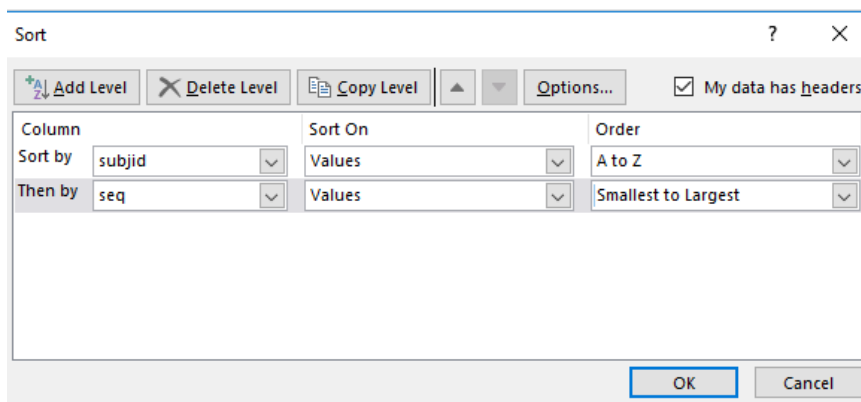 Sort ?
Add Level Delete Level Copy Level Options... My data has headers
Column Sort On Order
Sort by subjid Values A to Z
Then by seq Values Smallest to Largest
OK Cancel